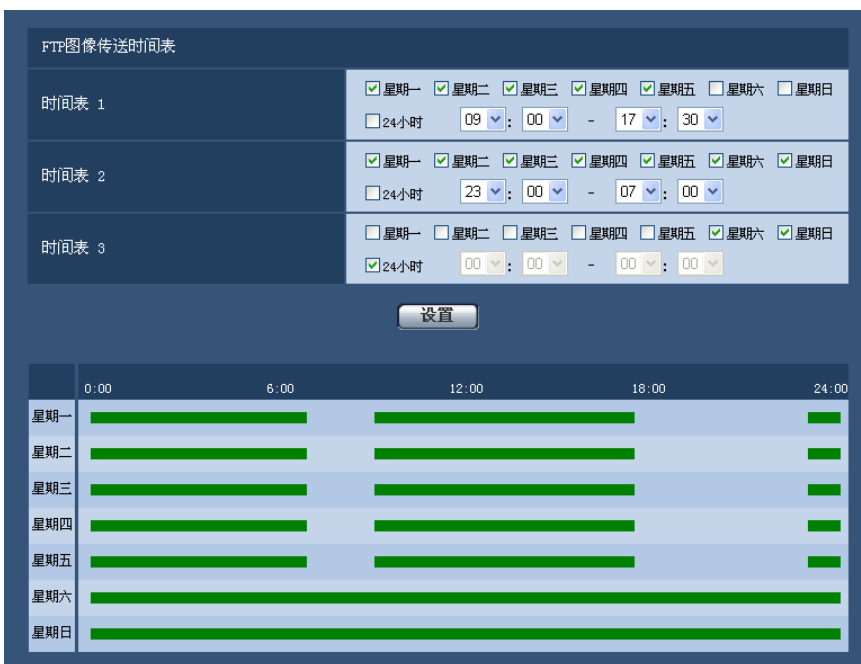 FTP图像传送时间表
时间表 1
星期一 星期二 星期三 星期四 星期五 星期六 星期日
24小时 09 : 00 - 17 : 30
时间表 2
星期一 星期二 星期三 星期四 星期五 星期六 星期日
24小时 23 : 00 - 07 : 00
时间表 3
星期一 星期二 星期三 星期四 星期五 星期六 星期日
24小时 00 : 00 - 00 : 00
设置
0:00 6:00 12:00 18:00 24:00
星期一
星期二
星期三
星期四
星期五
星期六
星期日